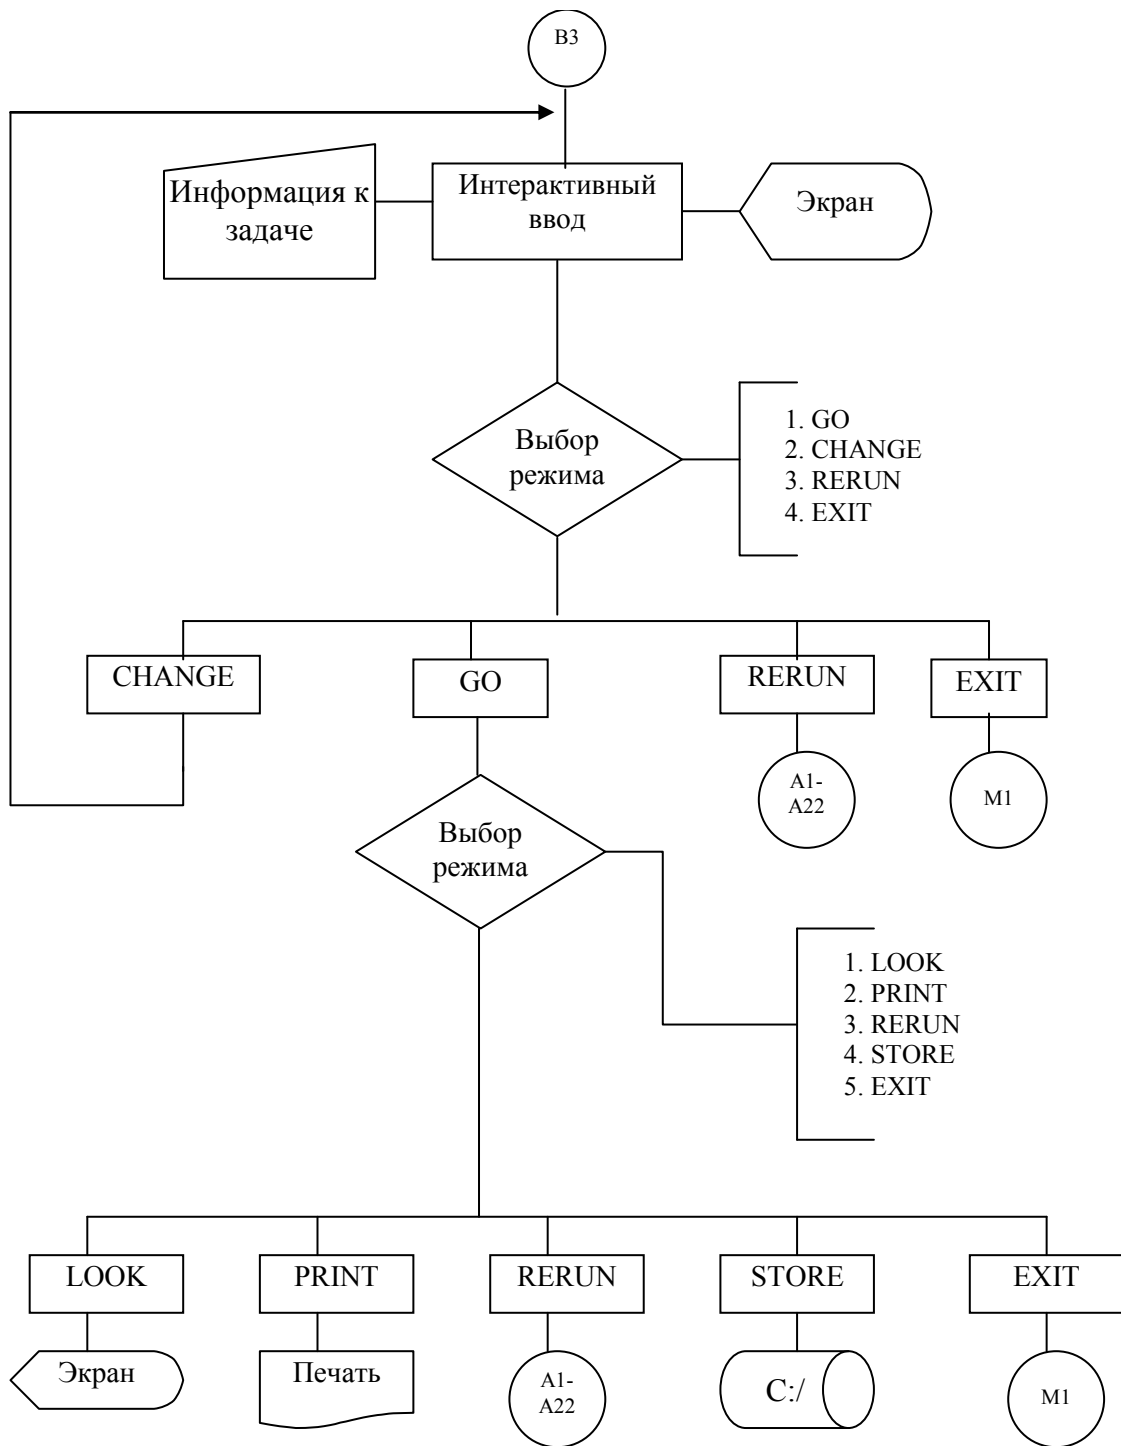 B3
Информация к
задаче
Интерактивный
ввод
Экран
Выбор
режима
1. GO
2. CHANGE
3. RERUN
4. EXIT
CHANGE
GO
RERUN
EXIT
A1-
A22
M1
Выбор
режима
1. LOOK
2. PRINT
3. RERUN
4. STORE
5. EXIT
LOOK
PRINT
RERUN
STORE
EXIT
Экран
Печать
A1-
A22
C:/
M1